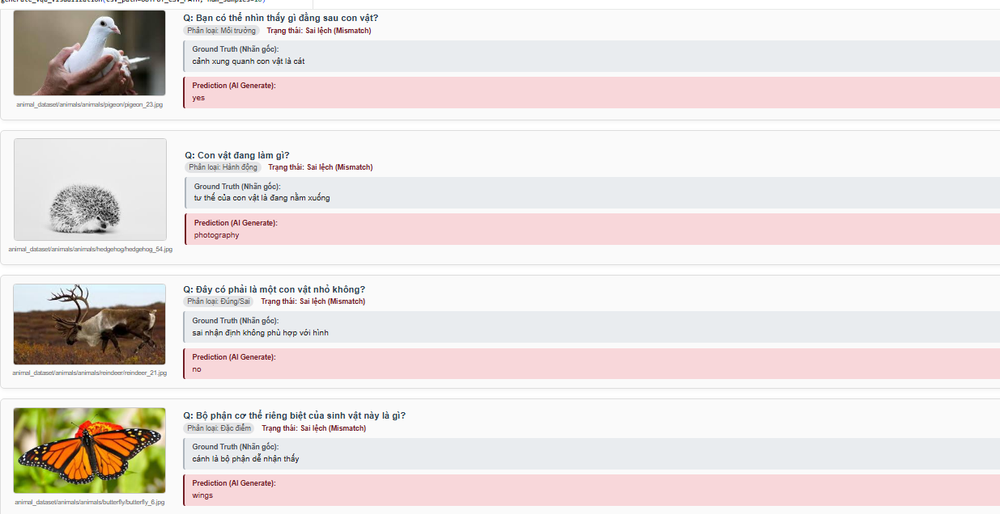 Q: Bạn có thể nhìn thấy gì đằng sau con vật?
Phân loại: Môi trường Trạng thái: Sai lệch (Mismatch)
Ground Truth (Nhãn gốc):
cảnh xung quanh con vật là cát
Prediction (AI Generate):
yes
animal_dataset/animals/animals/pigeon/pigeon_23.jpg
Q: Con vật đang làm gì?
Phân loại: Hành động Trạng thái: Sai lệch (Mismatch)
Ground Truth (Nhãn gốc):
tư thế của con vật là đang nằm xuống
Prediction (AI Generate):
photography
animal_dataset/animals/animals/hedgehog/hedgehog_54.jpg
Q: Đây có phải là một con vật nhỏ không?
Phân loại: Đúng/Sai Trạng thái: Sai lệch (Mismatch)
Ground Truth (Nhãn gốc):
sai nhận định không phù hợp với hình
Prediction (AI Generate):
no
animal_dataset/animals/animals/reindeer/reindeer_21.jpg
Q: Bộ phận cơ thể riêng biệt của sinh vật này là gì?
Phân loại: Đặc điểm Trạng thái: Sai lệch (Mismatch)
Ground Truth (Nhãn gốc):
cánh là bộ phận dễ nhận thấy
Prediction (AI Generate):
wings
animal_dataset/animals/animals/butterfly/butterfly_6.jpg